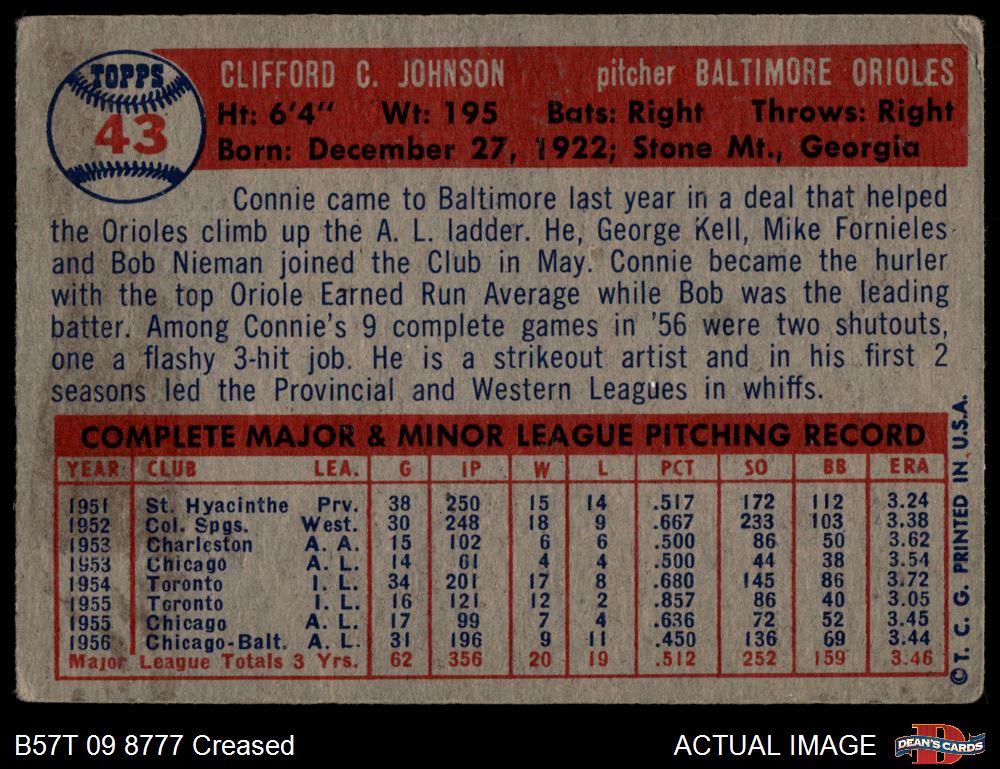 TOPPS
43
CLIFFORD C. JOHNSON pitcher BALTIMORE ORIOLES
Ht: 6'4" Wt: 195 Bats: Right Throws: Right
Born: December 27, 1922; Stone Mt., Georgia
Connie came to Baltimore last year in a deal that helped
the Orioles climb up the A. L. ladder. He, George Kell, Mike Fornieles
and Bob Nieman joined the Club in May. Connie became the hurler
with the top Oriole Earned Run Average while Bob was the leading
batter. Among Connie's 9 complete games in '56 were two shutouts,
one a flashy 3-hit job. He is a strikeout artist and in his first 2
seasons led the Provincial and Western Leagues in whiffs.
COMPLETE MAJOR & MINOR LEAGUE PITCHING RECORD
YEAR CLUB LEA. G IP W L PCT SO BB ERA
1951 St. Hyacinthe Prv. 38 250 15 14 .517 172 112 3.24
1952 Col. Spgs. West. 30 248 18 9 .667 233 103 3.38
1953 Charleston A. A. 15 102 6 6 .500 86 50 3.62
1953 Chicago A. L. 14 61 4 4 .500 44 38 3.54
1954 Toronto I. L. 34 201 17 8 .680 145 86 3.72
1955 Toronto I. L. 16 121 12 2 .857 86 40 3.05
1955 Chicago A. L. 17 99 7 4 .636 72 52 3.45
1956 Chicago-Balt. A. L. 31 196 9 11 .450 136 69 3.44
Major League Totals 3 Yrs. 62 356 20 19 .512 252 159 3.46
©T. C. G. PRINTED IN U.S.A.
B57T 09 8777 Creased
ACTUAL IMAGE
D
DEAN'S CARDS